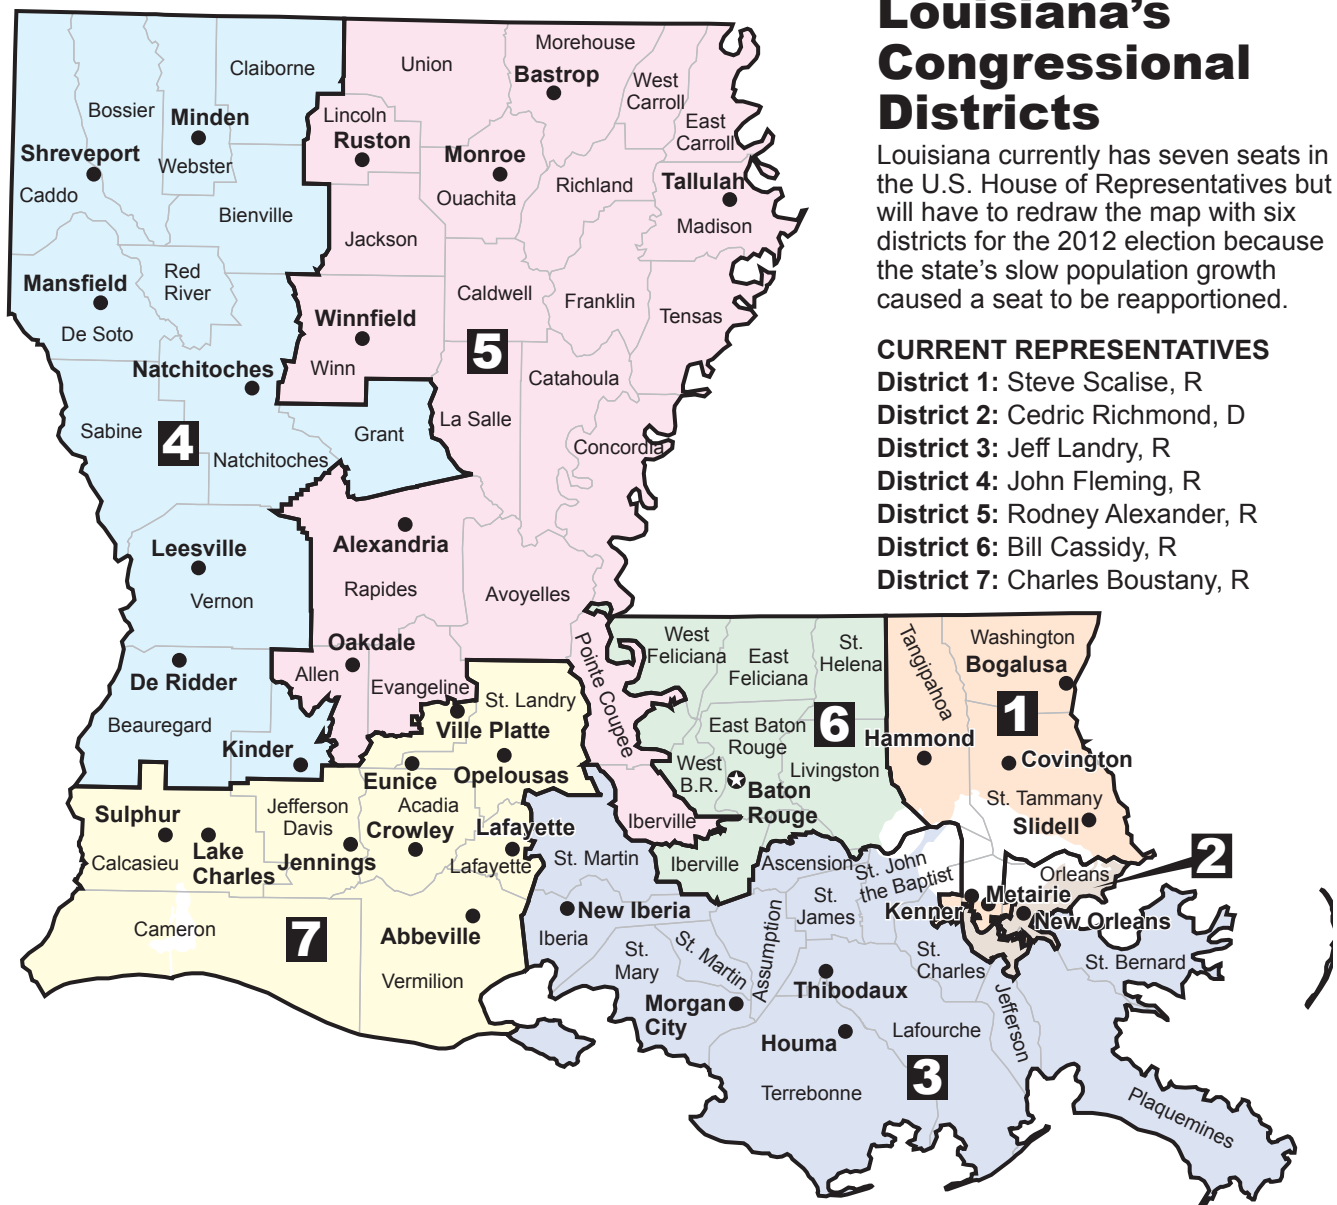 Louisiana's
Congressional
Districts
Louisiana currently has seven seats in
the U.S. House of Representatives but
will have to redraw the map with six
districts for the 2012 election because
the state's slow population growth
caused a seat to be reapportioned.
CURRENT REPRESENTATIVES
District 1: Steve Scalise, R
District 2: Cedric Richmond, D
District 3: Jeff Landry, R
District 4: John Fleming, R
District 5: Rodney Alexander, R
District 6: Bill Cassidy, R
District 7: Charles Boustany, R
Claiborne
Bossier
Minden
Webster
Shreveport
Caddo
Bienville
Red
River
Mansfield
De Soto
Natchitoches
Sabine
4
Natchitoches
Grant
Leesville
Vernon
De Ridder
Beauregard
Kinder
Union
Morehouse
Bastrop
West
Carroll
East
Carroll
Lincoln
Ruston
Monroe
Ouachita
Richland
Tallulah
Madison
Jackson
Caldwell
Franklin
Tensas
Winnfield
Winn
5
Catahoula
La Salle
Concordia
Alexandria
Rapides
Avoyelles
Oakdale
Allen
Evangeline
Pointe Coupee
Iberville
St. Landry
Ville Platte
Eunice
Opelousas
Acadia
Crowley
Lafayette
Lafayette
Jefferson
Davis
Jennings
Sulphur
Calcasieu
Lake
Charles
Cameron
7
Abbeville
Vermilion
West
Feliciana
East
Feliciana
St.
Helena
6
East Baton
Rouge
West
B.R.
Livingston
Baton
Rouge
Iberville
Tangipahoa
Washington
Bogalusa
1
Hammond
Covington
St. Tammany
Slidell
2
Orleans
Metairie
Kenner
New Orleans
St. Martin
Ascension
St. John
the Baptist
St.
James
New Iberia
Iberia
St.
Mary
St. Martin
Assumption
St.
Charles
St. Bernard
Thibodaux
Morgan
City
Houma
Lafourche
Jefferson
3
Terrebonne
Plaquemines